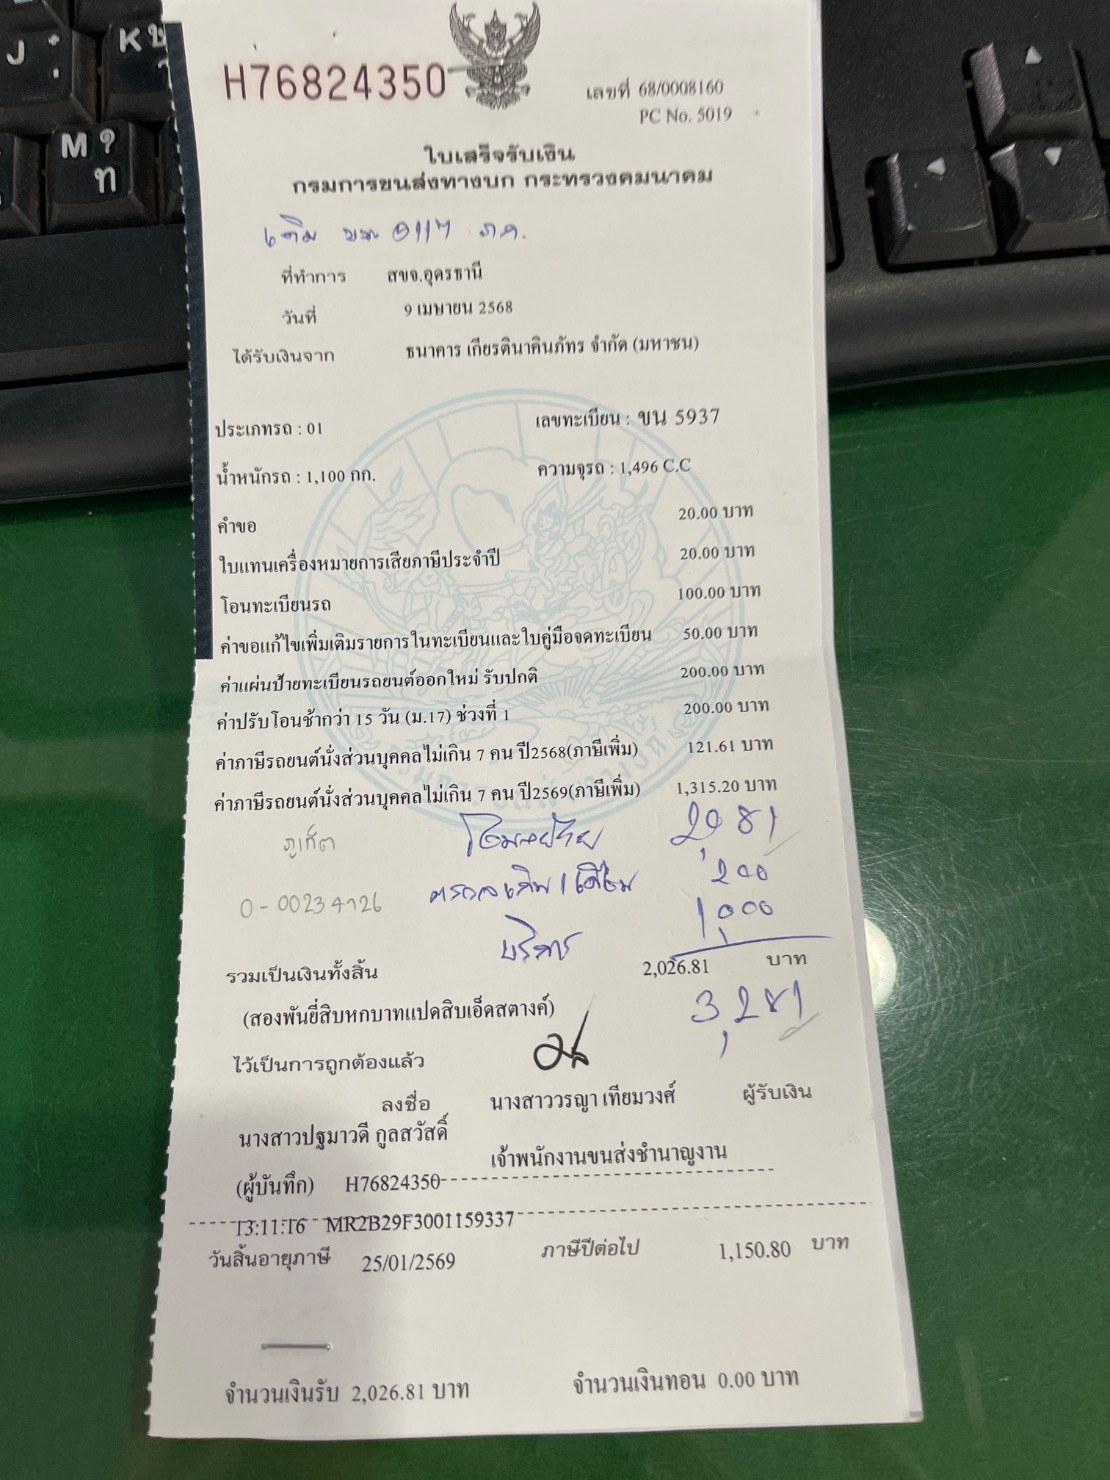 H76824350
เลขที่ 68/0008160
PC No. 5019
ใบเสร็จรับเงิน
กรมการขนส่งทางบก กระทรวงคมนาคม
เดิม
ที่ทำการ สขจ.อุดรธานี
วันที่ 9 เมษายน 2568
ได้รับเงินจาก ธนาคาร เกียรตินาคินภัทร จำกัด (มหาชน)
ประเภทรถ : 01 เลขทะเบียน : ขน 5937
น้ำหนักรถ : 1,100 กก. ความจุรถ : 1,496 C.C
คำขอ 20.00 บาท
ใบแทนเครื่องหมายการเสียภาษีประจำปี 20.00 บาท
โอนทะเบียนรถ 100.00 บาท
ค่าขอแก้ไขเพิ่มเติมรายการในทะเบียนและใบคู่มือจดทะเบียน 50.00 บาท
ค่าแผ่นป้ายทะเบียนรถยนต์ออกใหม่ รับปกติ 200.00 บาท
ค่าปรับโอนช้ากว่า 15 วัน (ม.17) ช่วงที่ 1 200.00 บาท
ค่าภาษีรถยนต์นั่งส่วนบุคคลไม่เกิน 7 คน ปี2568(ภาษีเพิ่ม) 121.61 บาท
ค่าภาษีรถยนต์นั่งส่วนบุคคลไม่เกิน 7 คน ปี2569(ภาษีเพิ่ม) 1,315.20 บาท
ภูเก็ต 2,081
200
0-00234126 1,000
บริการ
รวมเป็นเงินทั้งสิ้น 2,026.81 บาท
(สองพันยี่สิบหกบาทแปดสิบเอ็ดสตางค์) 3,281
ไว้เป็นการถูกต้องแล้ว
ลงชื่อ นางสาววรญา เทียมวงศ์ ผู้รับเงิน
นางสาวปฐมาวดี กูลสวัสดิ์
เจ้าพนักงานขนส่งชำนาญงาน
(ผู้บันทึก) H76824350
13:11:16 MR2B29F3001159337
วันสิ้นอายุภาษี 25/01/2569 ภาษีปีต่อไป 1,150.80 บาท
จำนวนเงินรับ 2,026.81 บาท จำนวนเงินทอน 0.00 บาท
J
K
M
ท